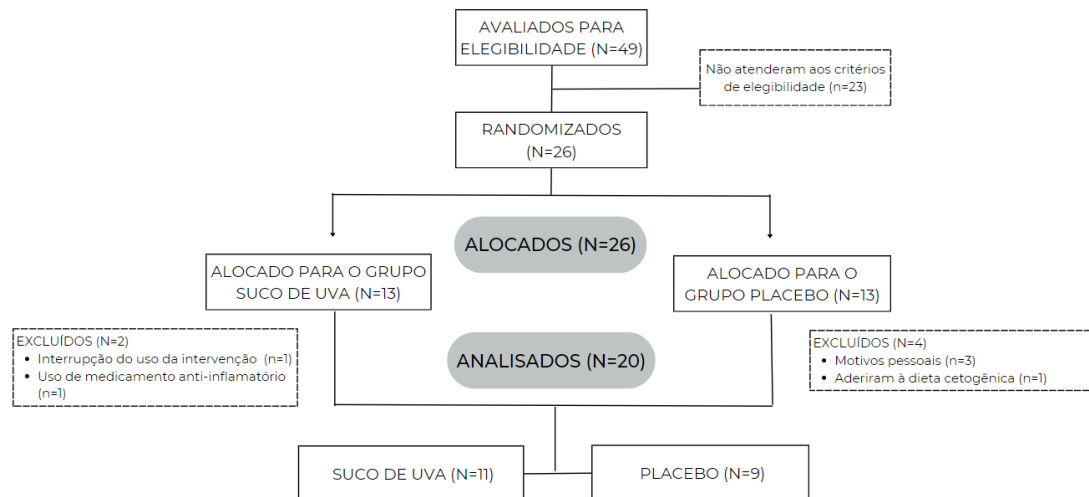 AVALIADOS PARA
ELEGIBILIDADE (N=49)
Não atenderam aos critérios
de elegibilidade (n=23)
RANDOMIZADOS
(N=26)
ALOCADOS (N=26)
ALOCADO PARA O GRUPO
SUCO DE UVA (N=13)
ALOCADO PARA O
GRUPO PLACEBO (N=13)
EXCLUÍDOS (N=2)
• Interrupção do uso da intervenção (n=1)
• Uso de medicamento anti-inflamatório
(n=1)
ANALISADOS (N=20)
EXCLUÍDOS (N=4)
• Motivos pessoais (n=3)
• Aderiram à dieta cetogênica (n=1)
SUCO DE UVA (N=11)
PLACEBO (N=9)